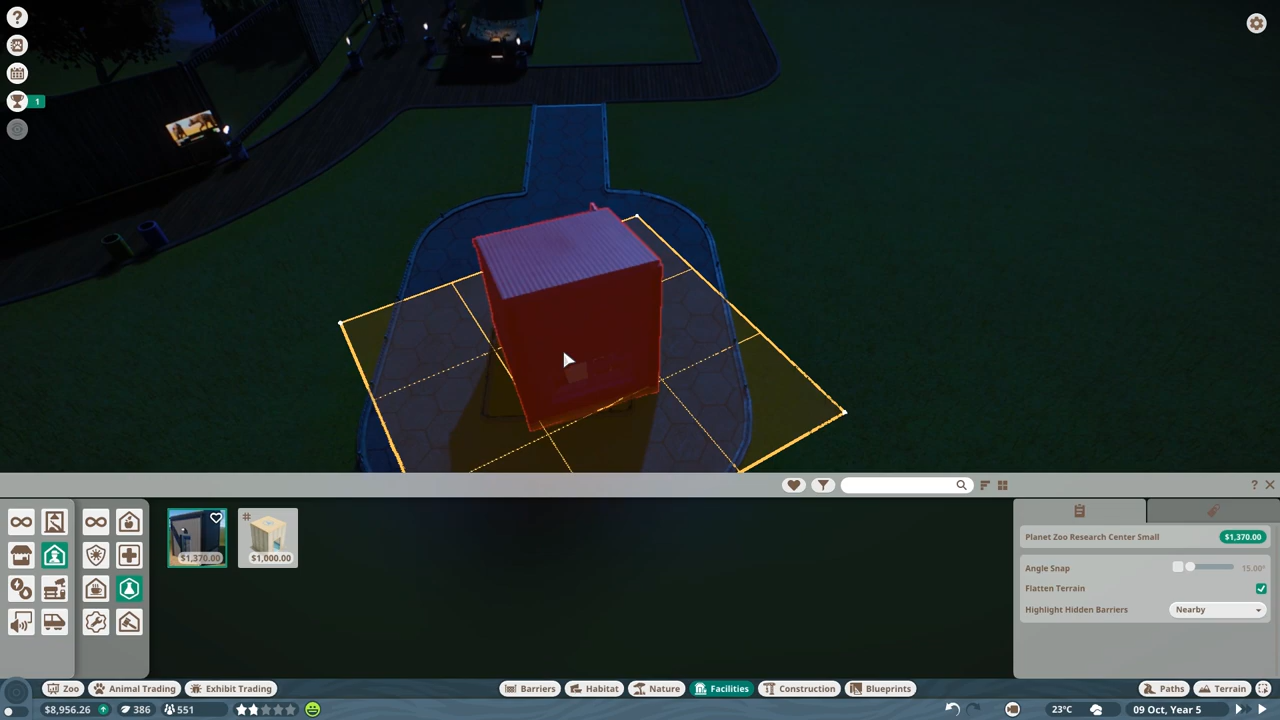 ?
1
? 
$1,370.00
$1,000.00
Planet Zoo Research Center Small
$1,370.00
Angle Snap
15.00°
Flatten Terrain
Highlight Hidden Barriers
Nearby
Zoo
Animal Trading
Exhibit Trading
Barriers
Habitat
Nature
Facilities
Construction
Blueprints
Paths
Terrain
$8,956.26
386
551
23°C
09 Oct, Year 5